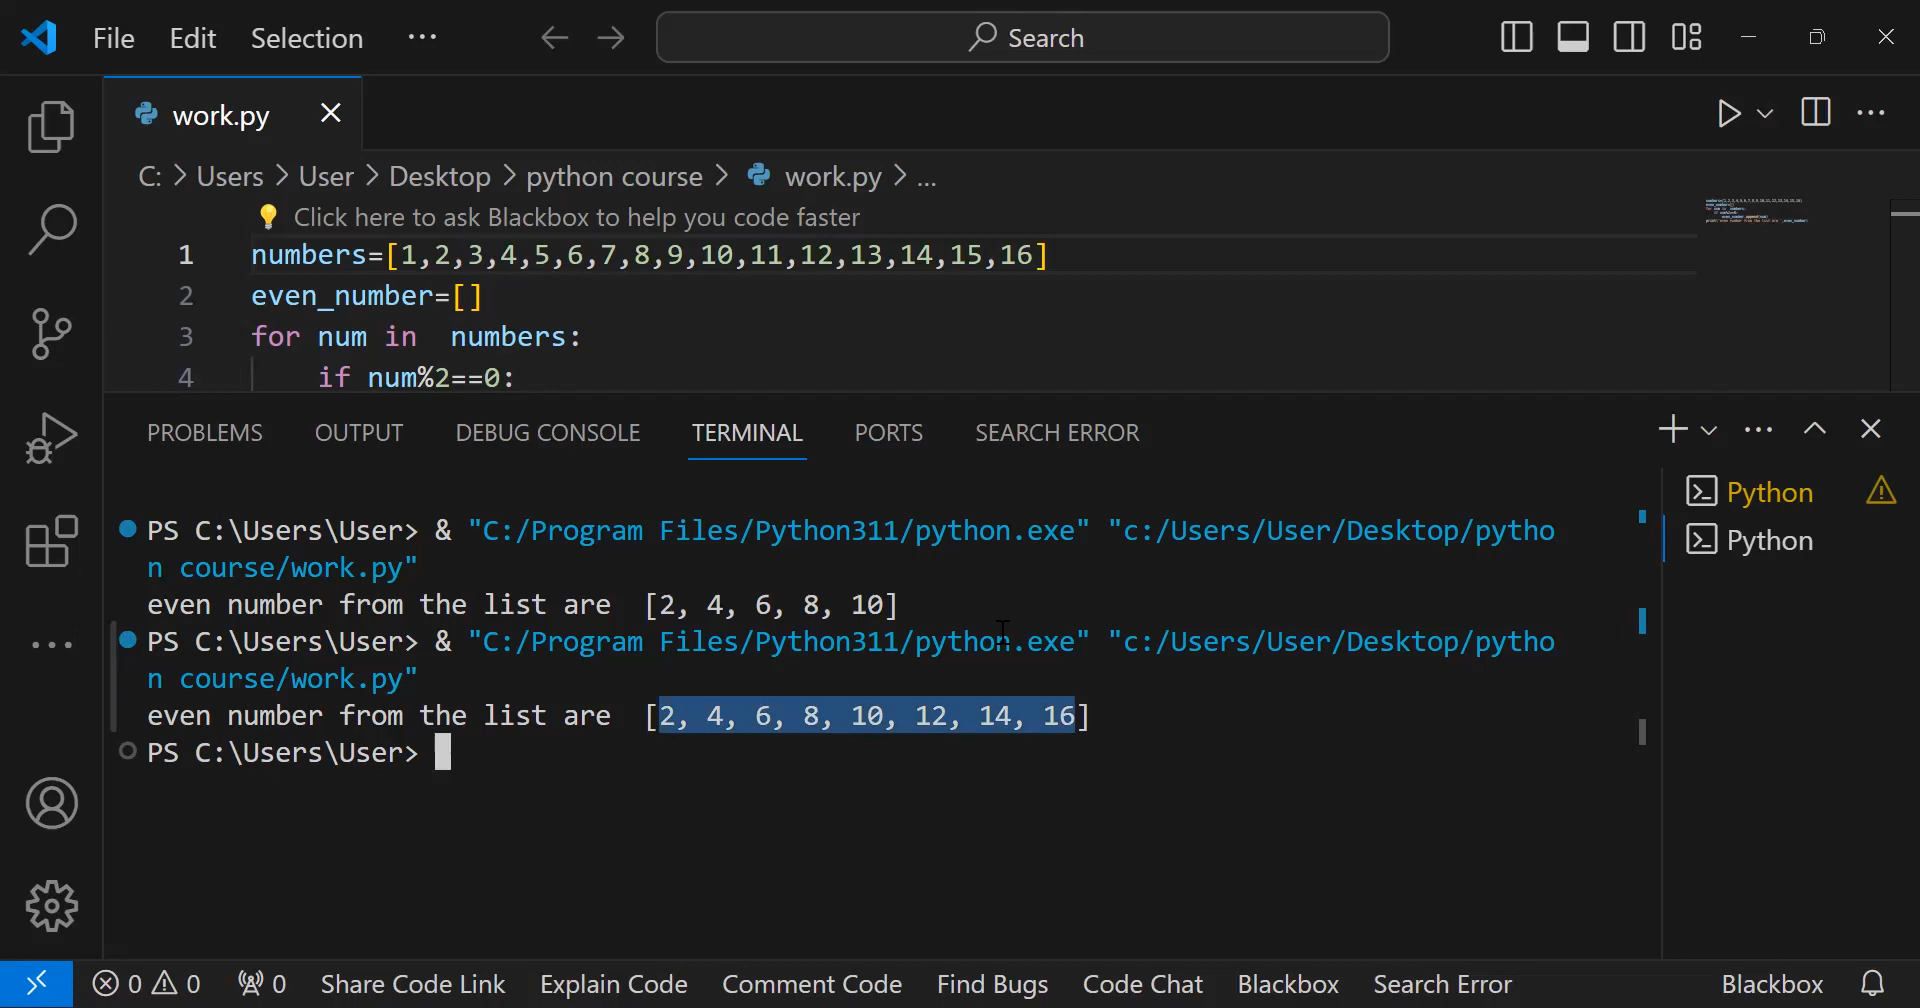 File Edit Selection ··· Search
work.py
C: > Users > User > Desktop > python course > work.py > ...
Click here to ask Blackbox to help you code faster
1 numbers=[1,2,3,4,5,6,7,8,9,10,11,12,13,14,15,16]
2 even_number=[]
3 for num in  numbers:
4     if num%2==0:
PROBLEMS OUTPUT DEBUG CONSOLE TERMINAL PORTS SEARCH ERROR
Python
Python
PS C:\Users\User> & "C:/Program Files/Python311/python.exe" "c:/Users/User/Desktop/pytho
n course/work.py"
even number from the list are  [2, 4, 6, 8, 10]
PS C:\Users\User> & "C:/Program Files/Python311/python.exe" "c:/Users/User/Desktop/pytho
n course/work.py"
even number from the list are  [2, 4, 6, 8, 10, 12, 14, 16]
PS C:\Users\User>
0 0 0 Share Code Link Explain Code Comment Code Find Bugs Code Chat Blackbox Search Error Blackbox